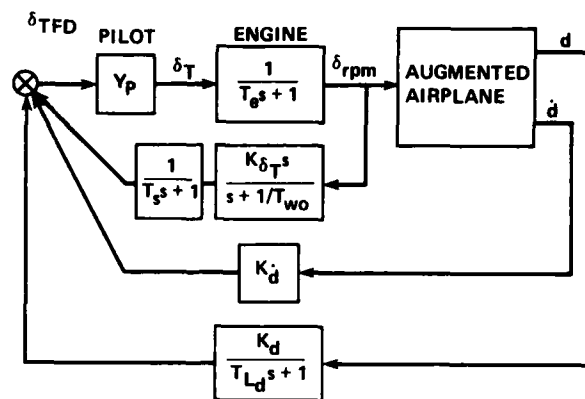 δTFD
PILOT
ENGINE
YP
δT
1
Tes + 1
δrpm
AUGMENTED
AIRPLANE
d
ḋ
1
Tss + 1
KδTs
s + 1/Two
Kḋ
Kd
TLds + 1